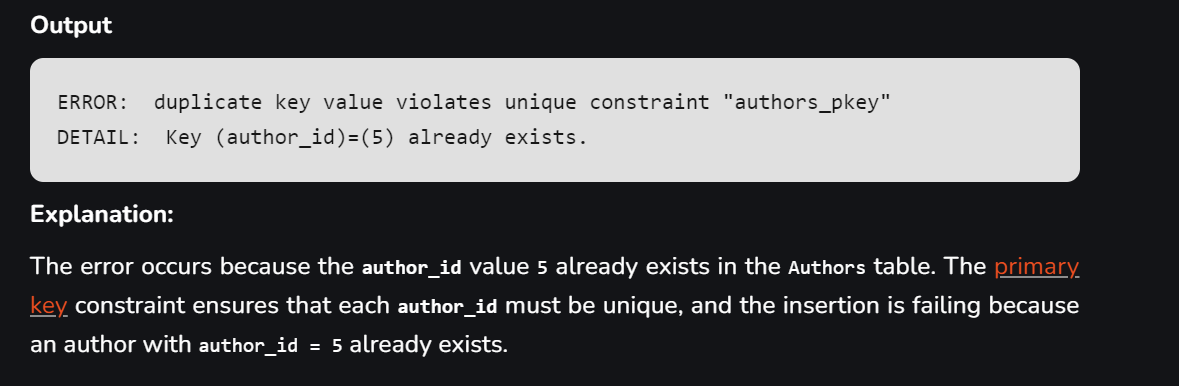 Output
ERROR:  duplicate key value violates unique constraint "authors_pkey"
DETAIL:  Key (author_id)=(5) already exists.
Explanation:
The error occurs because the author_id value 5 already exists in the Authors table. The primary
key constraint ensures that each author_id must be unique, and the insertion is failing because
an author with author_id = 5 already exists.